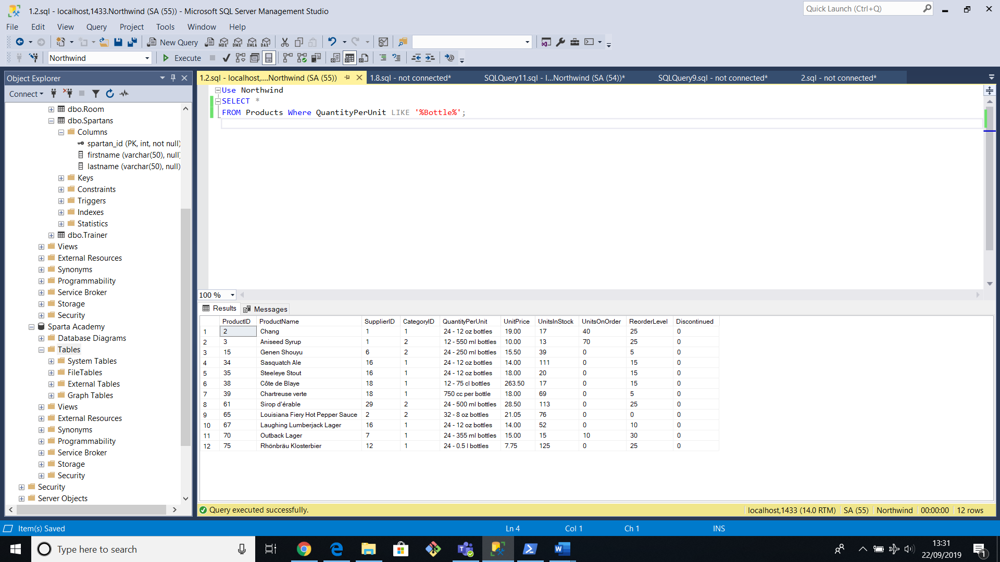 1.2.sql - localhost,1433.Northwind (SA (55)) - Microsoft SQL Server Management Studio
Quick Launch (Ctrl+Q)
File Edit View Query Project Tools Window Help
New Query MDX DMX XMLA DAX
Northwind Execute
Object Explorer
Connect
dbo.Room
dbo.Spartans
Columns
spartan_id (PK, int, not null)
firstname (varchar(50), null)
lastname (varchar(50), null)
Keys
Constraints
Triggers
Indexes
Statistics
dbo.Trainer
Views
External Resources
Synonyms
Programmability
Service Broker
Storage
Security
Sparta Academy
Database Diagrams
Tables
System Tables
FileTables
External Tables
Graph Tables
Views
External Resources
Synonyms
Programmability
Service Broker
Storage
Security
Security
Server Objects
1.2.sql - localhost,....Northwind (SA (55)) 1.8.sql - not connected* SQLQuery11.sql - l...Northwind (SA (54))* SQLQuery9.sql - not connected* 2.sql - not connected*
Use Northwind
SELECT *
FROM Products Where QuantityPerUnit LIKE '%Bottle%';
100 %
Results Messages
ProductID ProductName SupplierID CategoryID QuantityPerUnit UnitPrice UnitsInStock UnitsOnOrder ReorderLevel Discontinued
1 2 Chang 1 1 24 - 12 oz bottles 19.00 17 40 25 0
2 3 Aniseed Syrup 1 2 12 - 550 ml bottles 10.00 13 70 25 0
3 15 Genen Shouyu 6 2 24 - 250 ml bottles 15.50 39 0 5 0
4 34 Sasquatch Ale 16 1 24 - 12 oz bottles 14.00 111 0 15 0
5 35 Steeleye Stout 16 1 24 - 12 oz bottles 18.00 20 0 15 0
6 38 Côte de Blaye 18 1 12 - 75 cl bottles 263.50 17 0 15 0
7 39 Chartreuse verte 18 1 750 cc per bottle 18.00 69 0 5 0
8 61 Sirop d'érable 29 2 24 - 500 ml bottles 28.50 113 0 25 0
9 65 Louisiana Fiery Hot Pepper Sauce 2 2 32 - 8 oz bottles 21.05 76 0 0 0
10 67 Laughing Lumberjack Lager 16 1 24 - 12 oz bottles 14.00 52 0 10 0
11 70 Outback Lager 7 1 24 - 355 ml bottles 15.00 15 10 30 0
12 75 Rhönbräu Klosterbier 12 1 24 - 0.5 l bottles 7.75 125 0 25 0
Query executed successfully. localhost,1433 (14.0 RTM) SA (55) Northwind 00:00:00 12 rows
Item(s) Saved Ln 4 Col 1 Ch 1 INS
Type here to search
13:31
22/09/2019
1